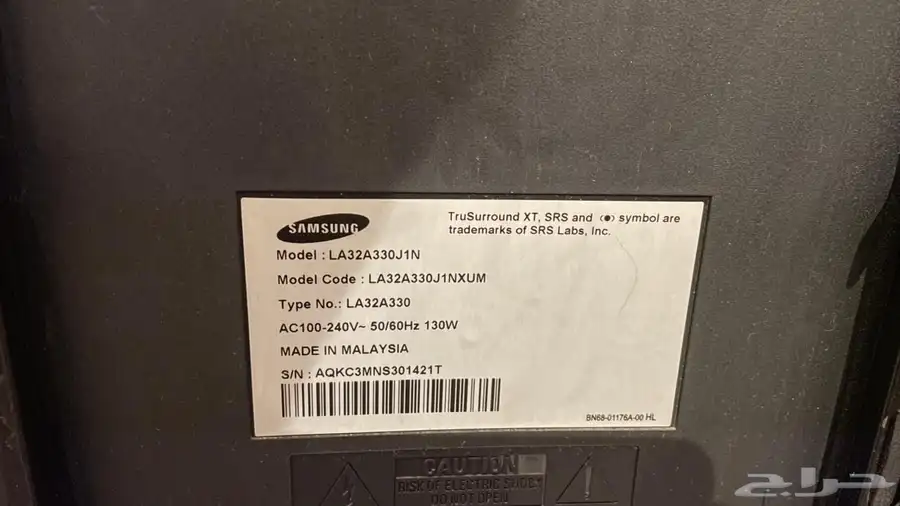 SAMSUNG
TruSurround XT, SRS and (●) symbol are
trademarks of SRS Labs, Inc.
Model : LA32A330J1N
Model Code : LA32A330J1NXUM
Type No.: LA32A330
AC100-240V~ 50/60Hz 130W
MADE IN MALAYSIA
S/N : AQKC3MNS301421T
BN68-01176A-00 HL
CAUTION
RISK OF ELECTRIC SHOCK
DO NOT OPEN
حراج